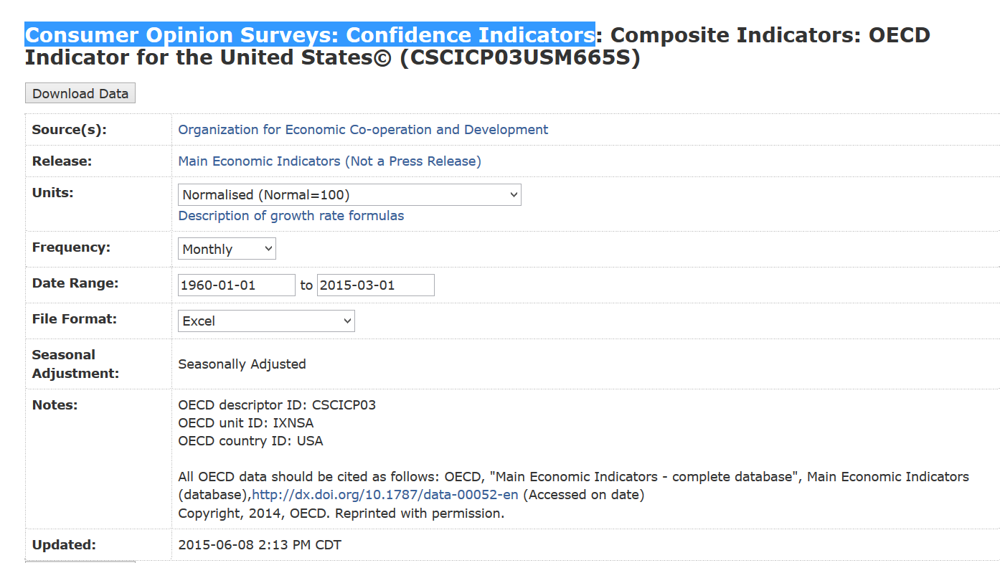 Consumer Opinion Surveys: Confidence Indicators: Composite Indicators: OECD
Indicator for the United States© (CSCICP03USM665S)
Download Data
Source(s): Organization for Economic Co-operation and Development
Release: Main Economic Indicators (Not a Press Release)
Units: Normalised (Normal=100)
Description of growth rate formulas
Frequency: Monthly
Date Range: 1960-01-01 to 2015-03-01
File Format: Excel
Seasonal
Adjustment: Seasonally Adjusted
Notes: OECD descriptor ID: CSCICP03
OECD unit ID: IXNSA
OECD country ID: USA
All OECD data should be cited as follows: OECD, "Main Economic Indicators - complete database", Main Economic Indicators
(database),http://dx.doi.org/10.1787/data-00052-en (Accessed on date)
Copyright, 2014, OECD. Reprinted with permission.
Updated: 2015-06-08 2:13 PM CDT